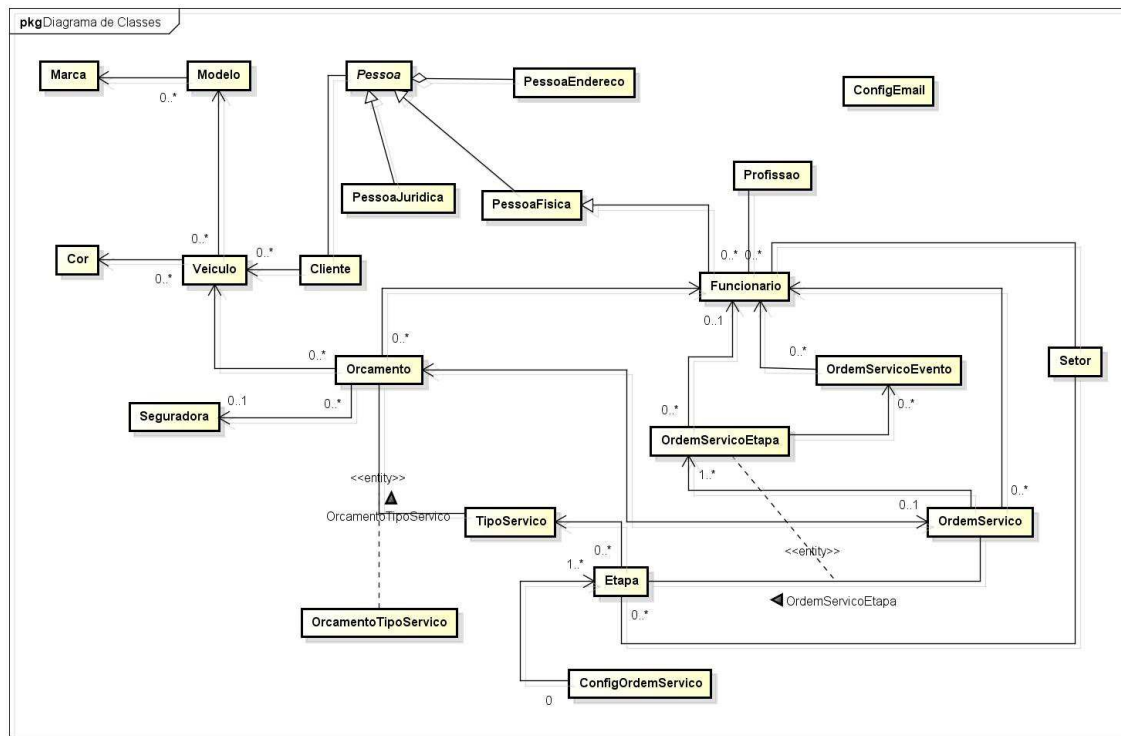 pkg Diagrama de Classes
Marca
Modelo
Pessoa
PessoaEndereco
ConfigEmail
0..*
Profissao
PessoaJuridica
PessoaFisica
0..*
0..*
0..*
0..*
Cor
Veiculo
Cliente
0..*
Funcionario
0..1
0..*
0..*
0..*
Orcamento
OrdemServicoEvento
Setor
0..1
0..*
0..*
0..*
Seguradora
OrdemServicoEtapa
1..*
0..*
<<entity>>
0..1
OrcamentoTipoServico
TipoServico
OrdemServico
0..*
<<entity>>
1..*
Etapa
0..*
OrdemServicoEtapa
OrcamentoTipoServico
ConfigOrdemServico
0